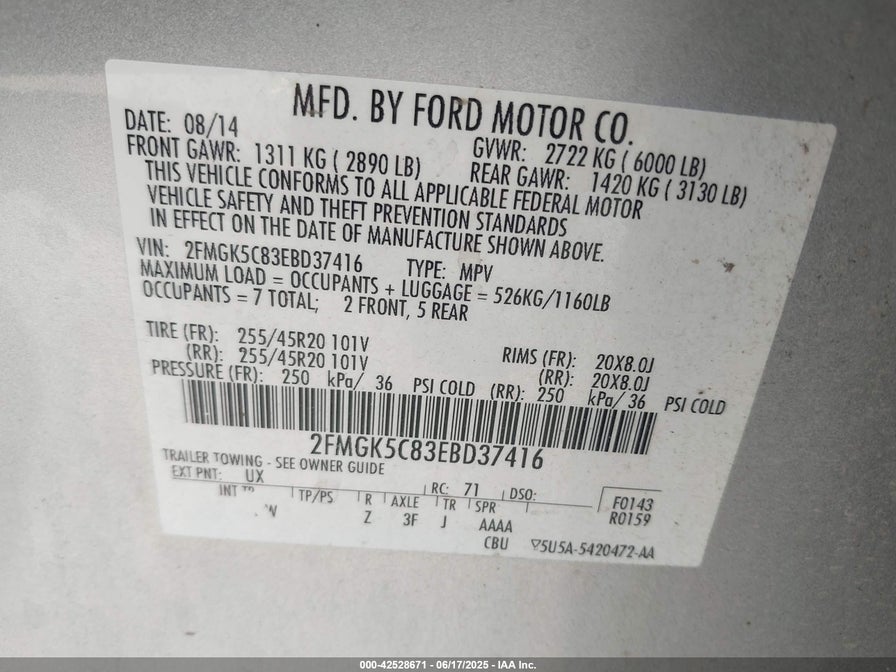 MFD. BY FORD MOTOR CO.
DATE: 08/14 GVWR: 2722 KG ( 6000 LB)
FRONT GAWR: 1311 KG ( 2890 LB) REAR GAWR: 1420 KG ( 3130 LB)
THIS VEHICLE CONFORMS TO ALL APPLICABLE FEDERAL MOTOR
VEHICLE SAFETY AND THEFT PREVENTION STANDARDS
IN EFFECT ON THE DATE OF MANUFACTURE SHOWN ABOVE.
VIN: 2FMGK5C83EBD37416 TYPE: MPV
MAXIMUM LOAD = OCCUPANTS + LUGGAGE = 526KG/1160LB
OCCUPANTS = 7 TOTAL; 2 FRONT, 5 REAR
TIRE (FR): 255/45R20 101V RIMS (FR): 20X8.0J
(RR): 255/45R20 101V (RR): 20X8.0J
PRESSURE (FR): 250 kPa/ 36 PSI COLD (RR): 250 kPa/ 36 PSI COLD
2FMGK5C83EBD37416
TRAILER TOWING - SEE OWNER GUIDE
EXT PNT: UX RC: 71 DSO: F0143
INT TP/PS R AXLE TR SPR R0159
W Z 3F J AAAA
CBU 5U5A-5420472-AA
000-42528671 - 06/17/2025 - IAA Inc.